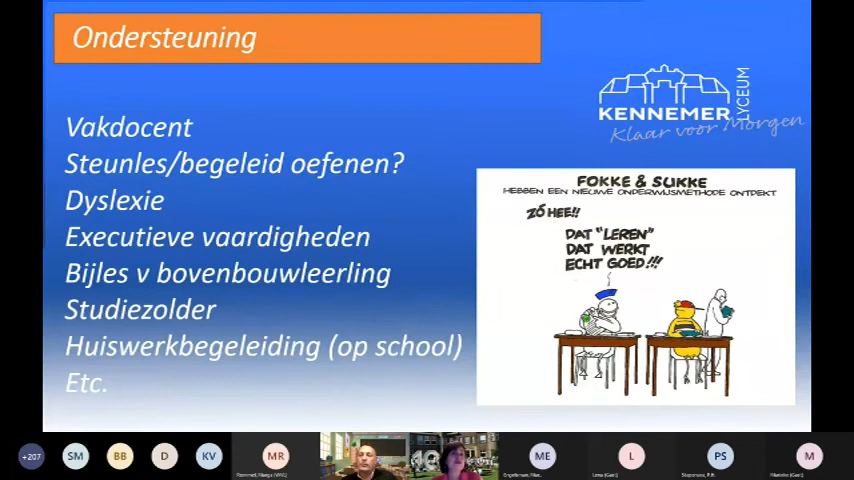 Ondersteuning
KENNEMER
LYCEUM
Klaar voor Morgen
Vakdocent
Steunles/begeleid oefenen?
Dyslexie
Executieve vaardigheden
Bijles v bovenbouwleerling
Studiezolder
Huiswerkbegeleiding (op school)
Etc.
FOKKE & SUKKE
HEBBEN EEN NIEUWE ONDERWIJSMETHODE ONTDEKT
ZÓ HEE!!
DAT "LEREN"
DAT WERKT
ECHT GOED!!!
+207
SM
BB
D
KV
MR
ME
L
PS
M